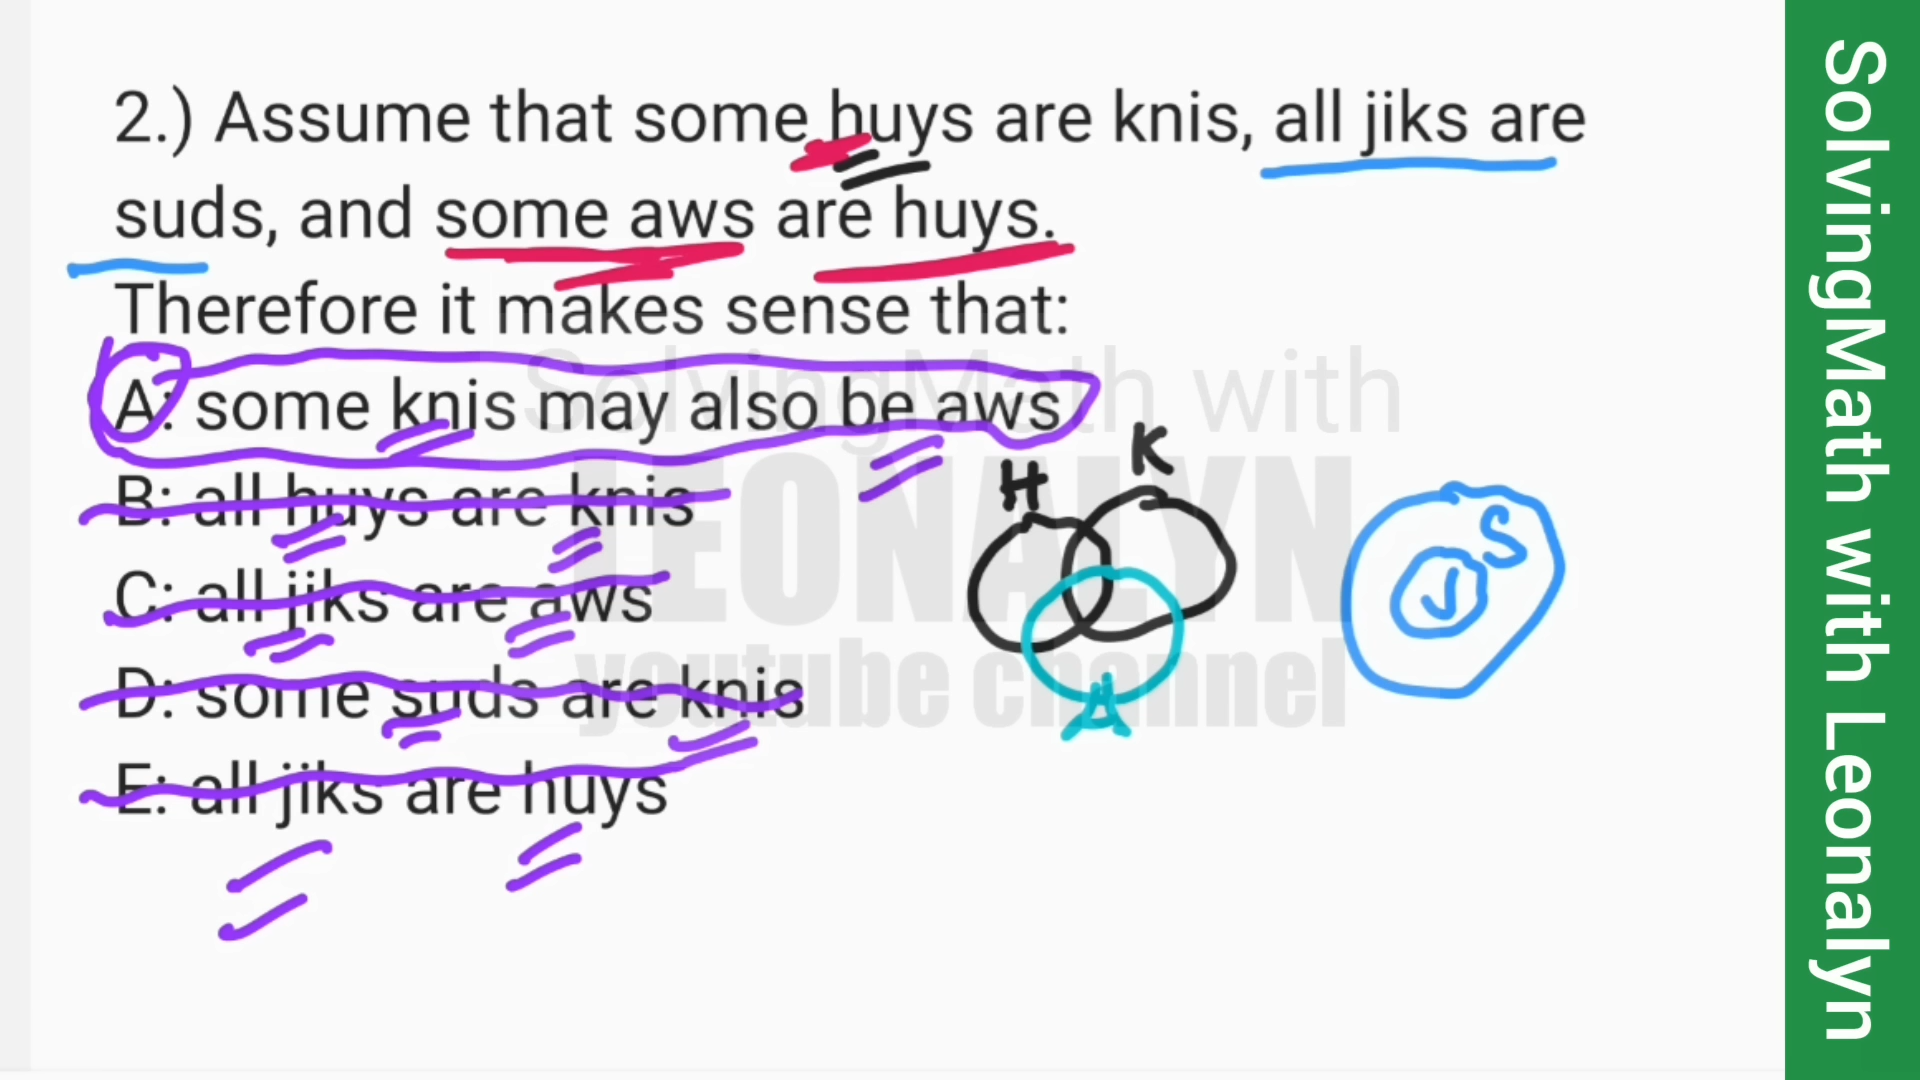 2.) Assume that some huys are knis, all jiks are
suds, and some aws are huys.
Therefore it makes sense that:
A: some knis may also be aws
B: all huys are knis
C: all jiks are aws
D: some suds are knis
E: all jiks are huys
H
K
A
S
J
SolvingMath with
LEONALYN
youtube channel
SolvingMath with Leonalyn